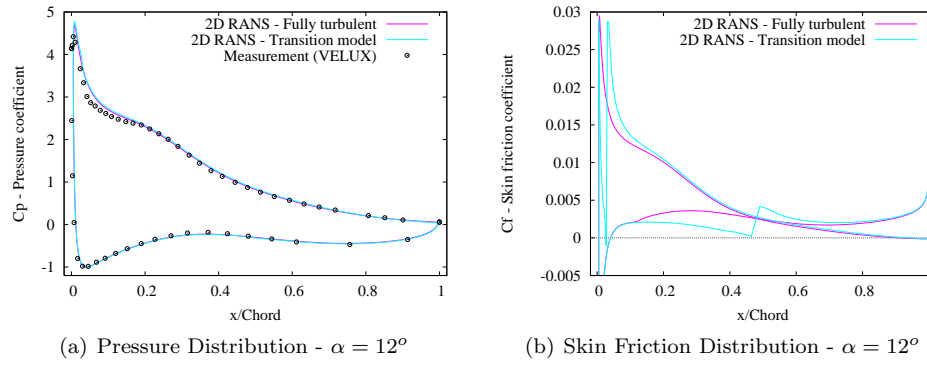 2D RANS - Fully turbulent
2D RANS - Transition model
Measurement (VELUX)
5
4
3
2
1
0
-1
Cp - Pressure coefficient
0 0.2 0.4 0.6 0.8 1
x/Chord
(a) Pressure Distribution - α = 12°
2D RANS - Fully turbulent
2D RANS - Transition model
0.03
0.025
0.02
0.015
0.01
0.005
0
-0.005
Cf - Skin friction coefficient
0 0.2 0.4 0.6 0.8
x/Chord
(b) Skin Friction Distribution - α = 12°